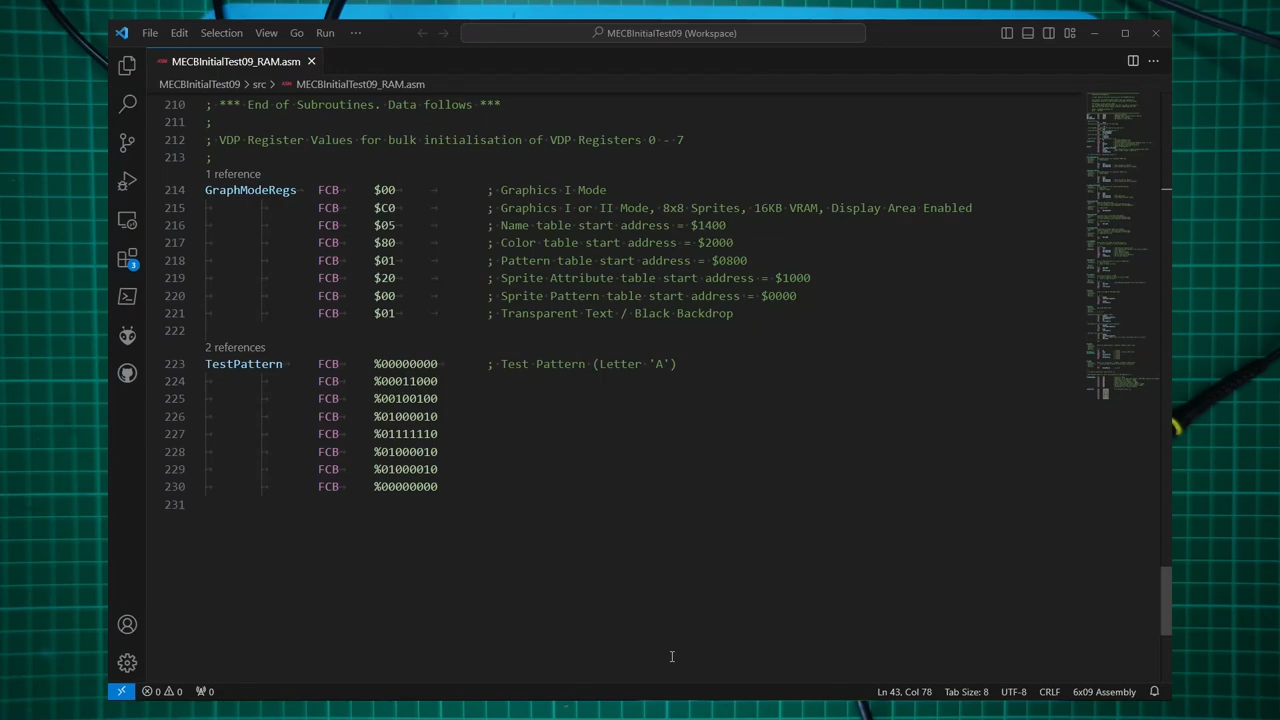 File Edit Selection View Go Run ··· MECBInitialTest09 (Workspace)
MECBInitialTest09_RAM.asm
MECBInitialTest09 > src > MECBInitialTest09_RAM.asm
210 ; *** End of Subroutines. Data follows ***
211 ;
212 ; VDP Register Values for bulk initialisation of VDP Registers 0 - 7
213 ;
1 reference
214 GraphModeRegs FCB $00 ; Graphics I Mode
215 FCB $C0 ; Graphics I or II Mode, 8x8 Sprites, 16KB VRAM, Display Area Enabled
216 FCB $05 ; Name table start address = $1400
217 FCB $80 ; Color table start address = $2000
218 FCB $01 ; Pattern table start address = $0800
219 FCB $20 ; Sprite Attribute table start address = $1000
220 FCB $00 ; Sprite Pattern table start address = $0000
221 FCB $01 ; Transparent Text / Black Backdrop
222
2 references
223 TestPattern FCB %00010000 ; Test Pattern (Letter 'A')
224 FCB %00011000
225 FCB %00100100
226 FCB %01000010
227 FCB %01111110
228 FCB %01000010
229 FCB %01000010
230 FCB %00000000
231
3
0 0 0 Ln 43, Col 78 Tab Size: 8 UTF-8 CRLF 6x09 Assembly